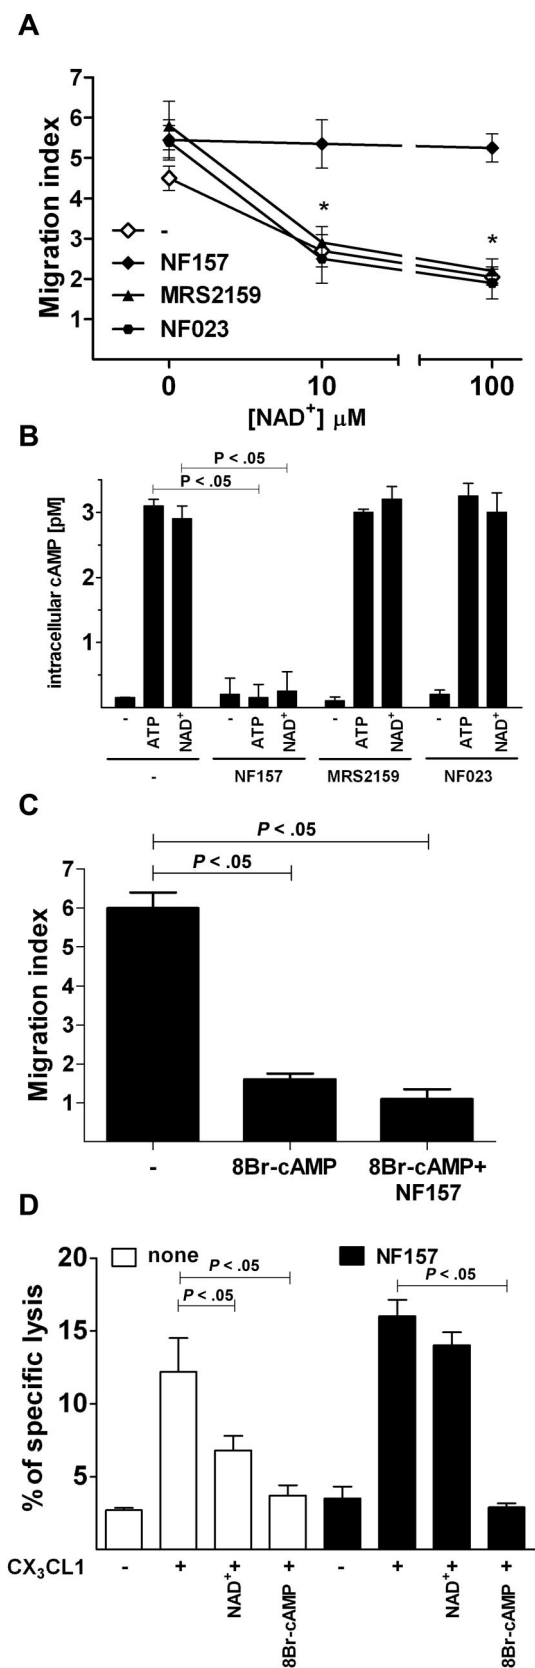 A
Migration index
7
6
5
4
3
2
1
*
*
-
NF157
MRS2159
NF023
0 10 100
[NAD+] µM
B
P < .05
P < .05
intracellular cAMP [pM]
3
2
1
- ATP NAD+ - ATP NAD+ - ATP NAD+ - ATP NAD+
- NF157 MRS2159 NF023
C
P < .05
P < .05
Migration index
7
6
5
4
3
2
1
- 8Br-cAMP 8Br-cAMP+
NF157
D
none NF157
P < .05 P < .05
P < .05
% of specific lysis
20
15
10
5
CX3CL1 - + + + - + + +
NAD+ 8Br-cAMP NAD+ 8Br-cAMP